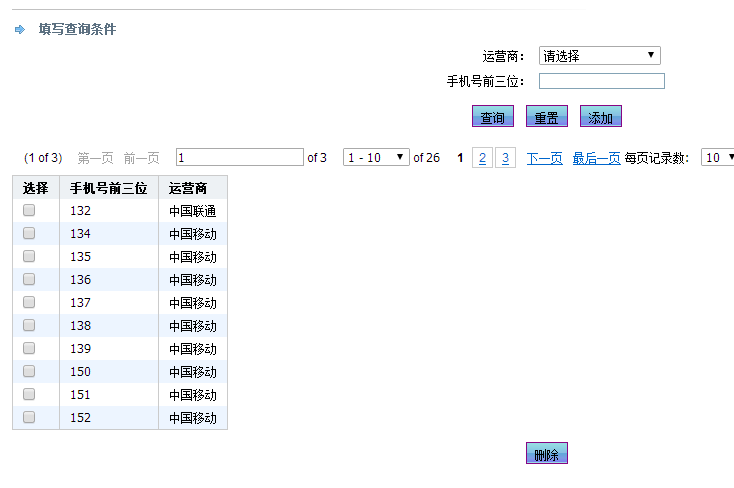 填写查询条件
运营商： 请选择
手机号前三位：
查询 重置 添加
(1 of 3) 第一页 前一页 1 of 3 1 - 10 of 26 1 2 3 下一页 最后一页 每页记录数： 10
选择 手机号前三位 运营商
132 中国联通
134 中国移动
135 中国移动
136 中国移动
137 中国移动
138 中国移动
139 中国移动
150 中国移动
151 中国移动
152 中国移动
删除